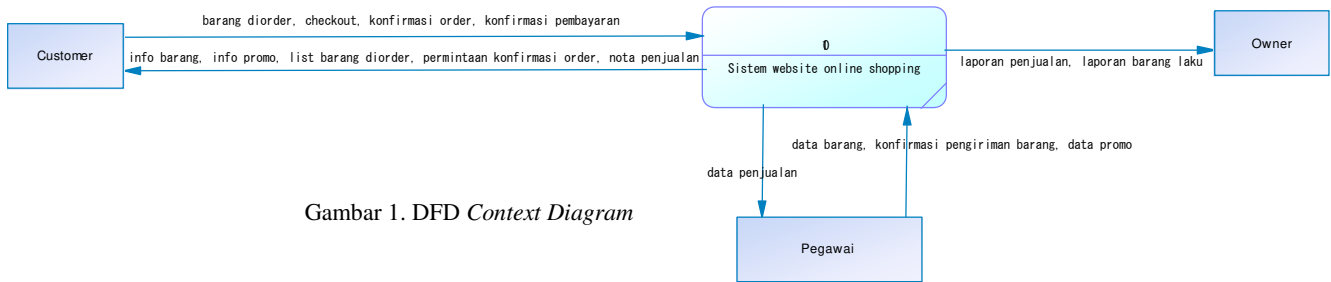 barang diorder, checkout, konfirmasi order, konfirmasi pembayaran
Customer
info barang, info promo, list barang diorder, permintaan konfirmasi order, nota penjualan
Sistem website online shopping
Owner
laporan penjualan, laporan barang laku
data barang, konfirmasi pengiriman barang, data promo
data penjualan
Gambar 1. DFD Context Diagram
Pegawai